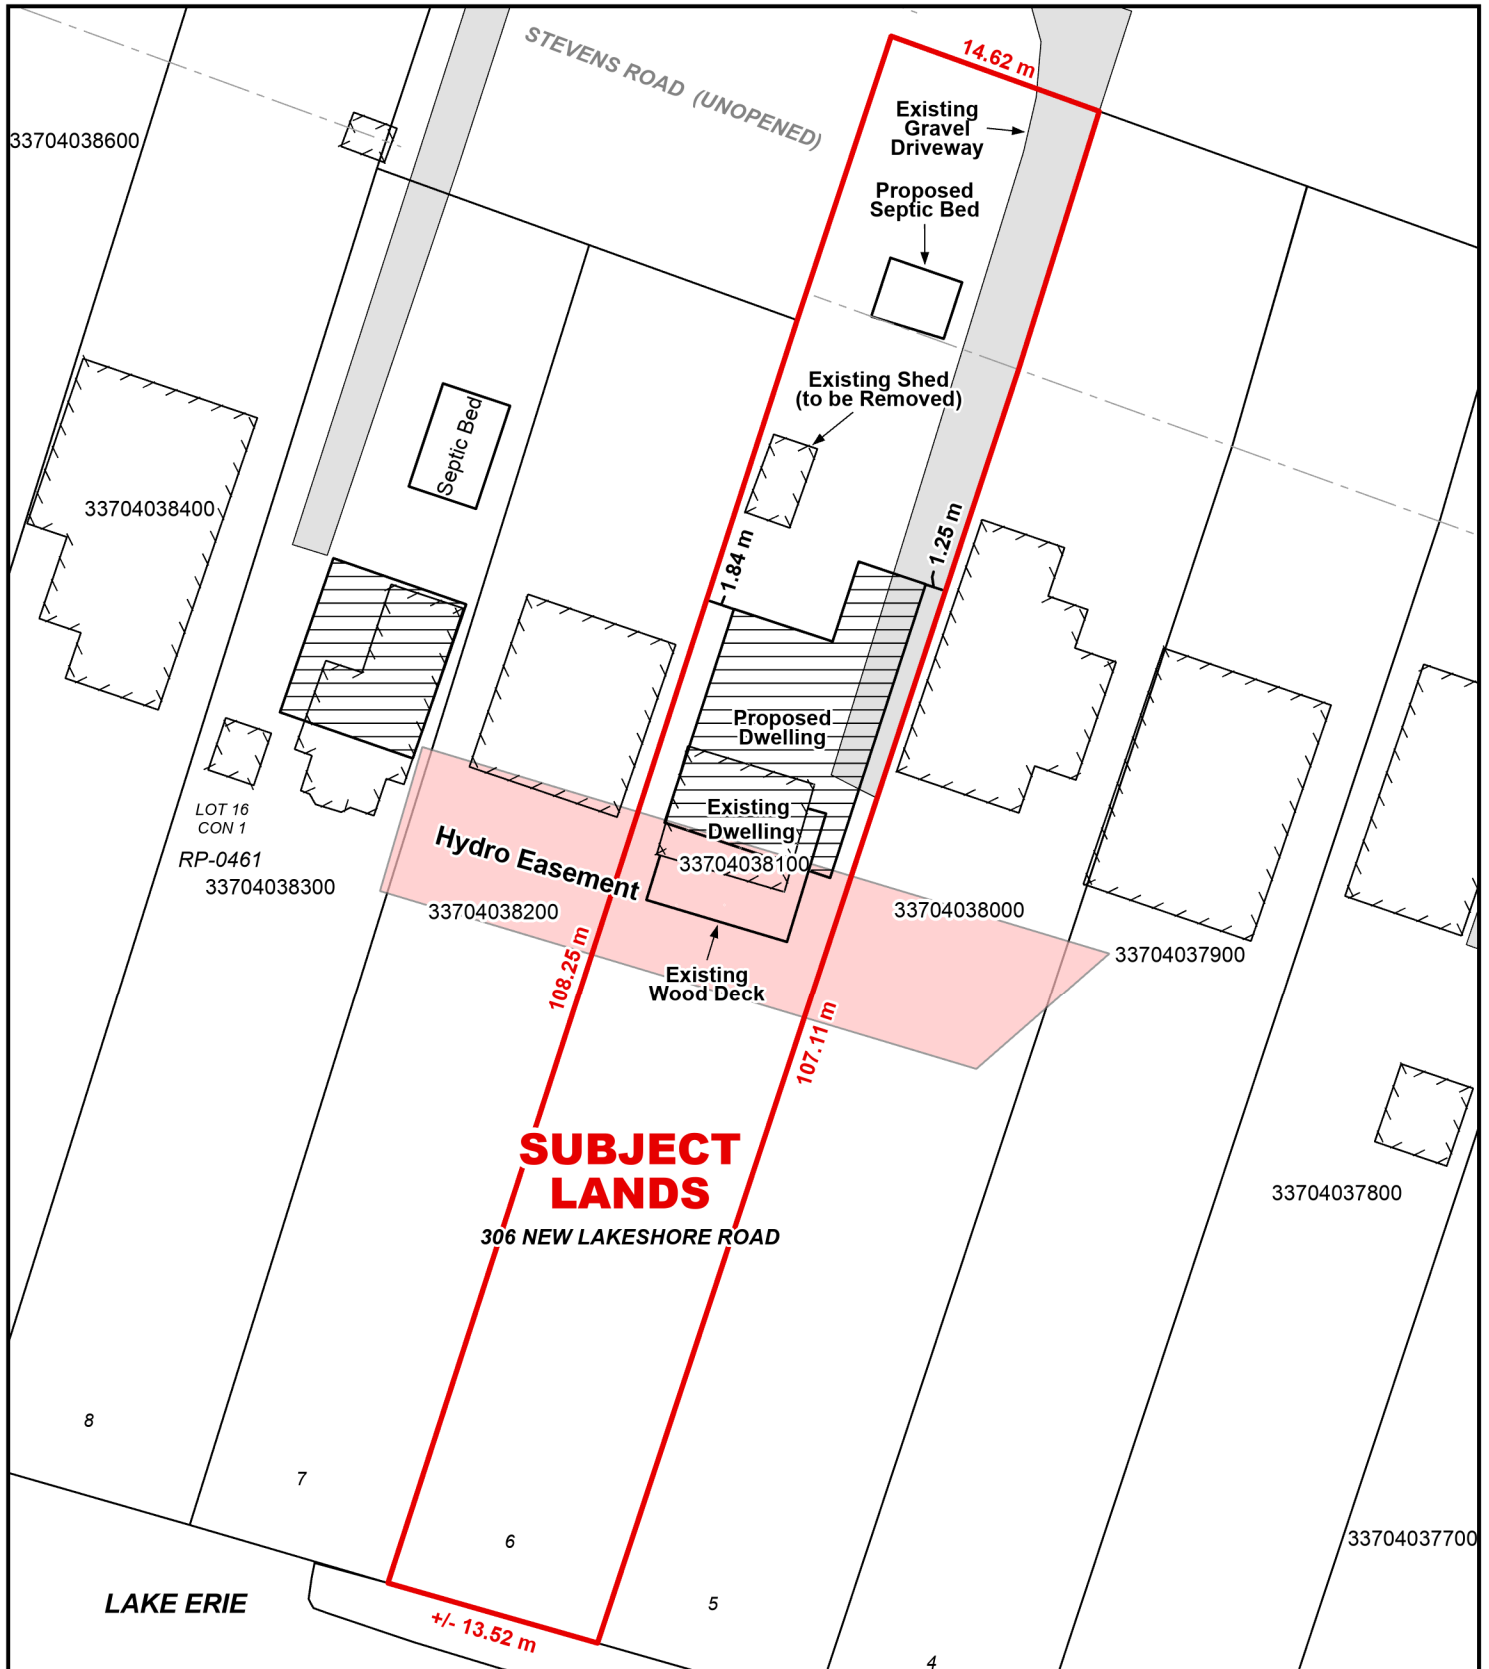 STEVENS ROAD (UNOPENED)
14.62 m
Existing
Gravel
Driveway
33704038600
Proposed
Septic Bed
Existing Shed
(to be Removed)
Septic Bed
33704038400
1.84 m
1.25 m
Proposed
Dwelling
Existing
Dwelling
33704038100
LOT 16
CON 1
RP-0461
33704038300
Hydro Easement
33704038200
33704038000
33704037900
Existing
Wood Deck
108.25 m
107.11 m
SUBJECT
LANDS
306 NEW LAKESHORE ROAD
33704037800
8
7
6
5
4
33704037700
LAKE ERIE
+/- 13.52 m